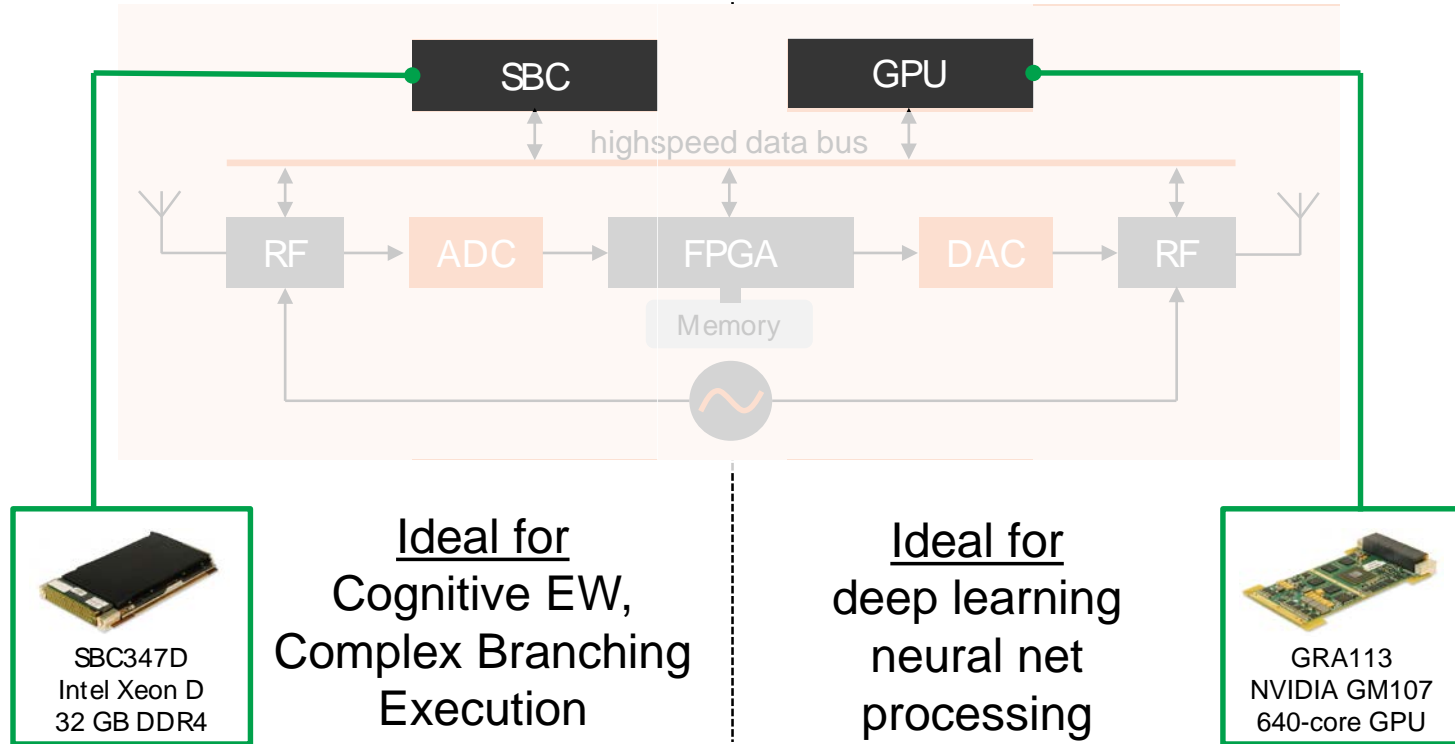 SBC
GPU
highspeed data bus
RF
ADC
FPGA
DAC
RF
Memory
SBC347D
Intel Xeon D
32 GB DDR4
Ideal for
Cognitive EW,
Complex Branching
Execution
Ideal for
deep learning
neural net
processing
GRA113
NVIDIA GM107
640-core GPU